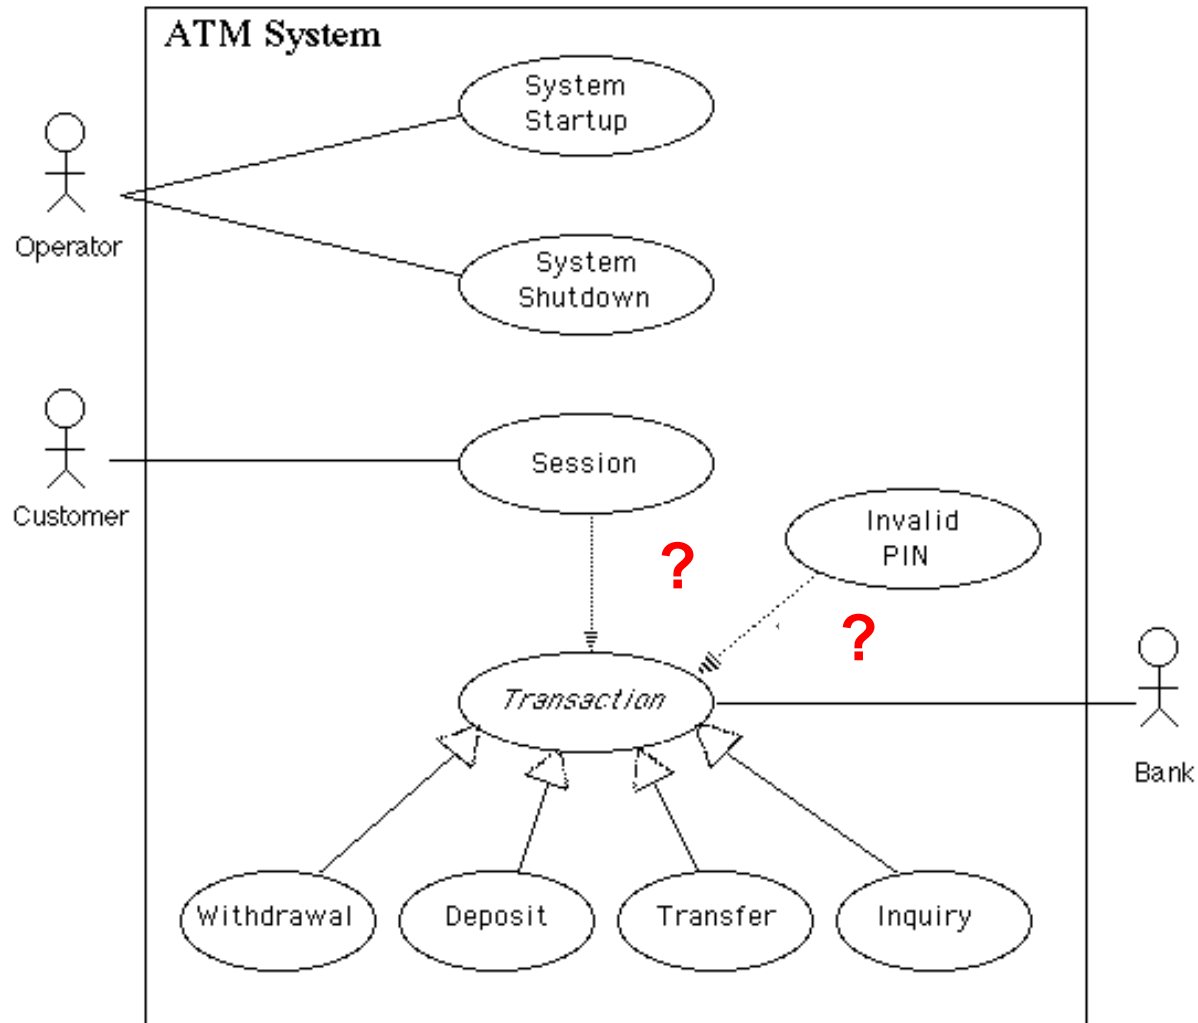 ATM System
System
Startup
Operator
System
Shutdown
Customer
Session
Invalid
PIN
?
?
Transaction
Bank
Withdrawal
Deposit
Transfer
Inquiry